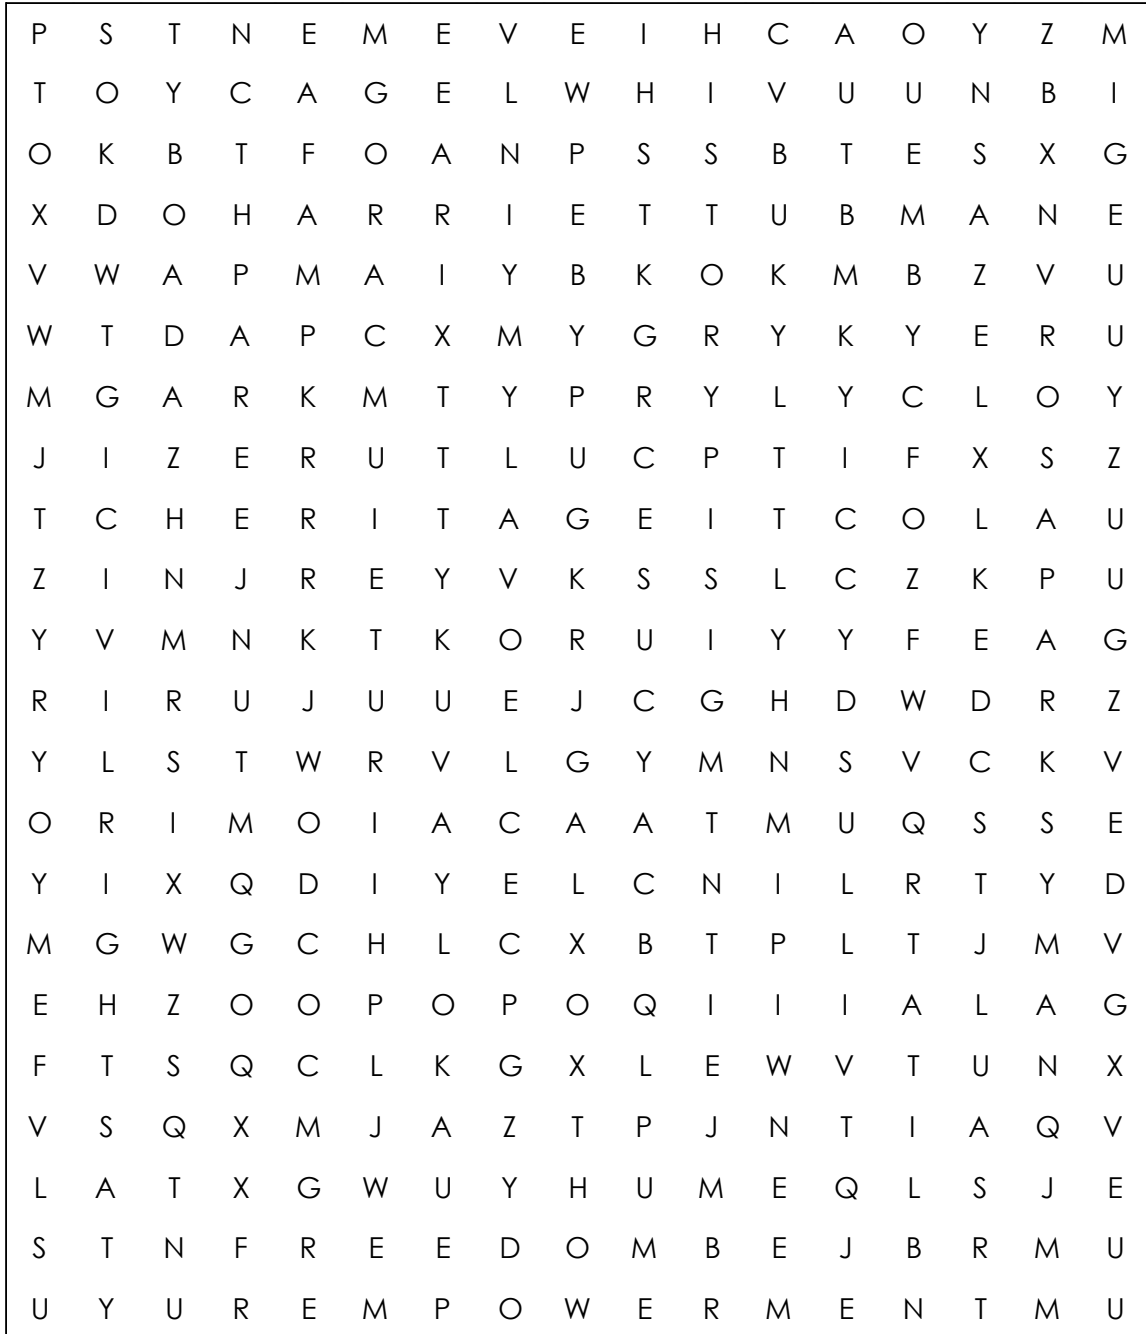 P S T N E M E V E I H C A O Y Z M
T O Y C A G E L W H I V U U N B I
O K B T F O A N P S S B T E S X G
X D O H A R R I E T T U B M A N E
V W A P M A I Y B K O K M B Z V U
W T D A P C X M Y G R Y K Y E R U
M G A R K M T Y P R Y L Y C L O Y
J I Z E R U T L U C P T I F X S Z
T C H E R I T A G E I T C O L A U
Z I N J R E Y V K S S L C Z K P U
Y V M N K T K O R U I Y Y F E A G
R I R U J U U E J C G H D W D R Z
Y L S T W R V L G Y M N S V C K V
O R I M O I A C A A T M U Q S S E
Y I X Q D I Y E L C N I L R T Y D
M G W G C H L C X B T P L T J M V
E H Z O O P O P O Q I I I A L A G
F T S Q C L K G X L E W V T U N X
V S Q X M J A Z T P J N T I A Q V
L A T X G W U Y H U M E Q L S J E
S T N F R E E D O M B E J B R M U
U Y U R E M P O W E R M E N T M U